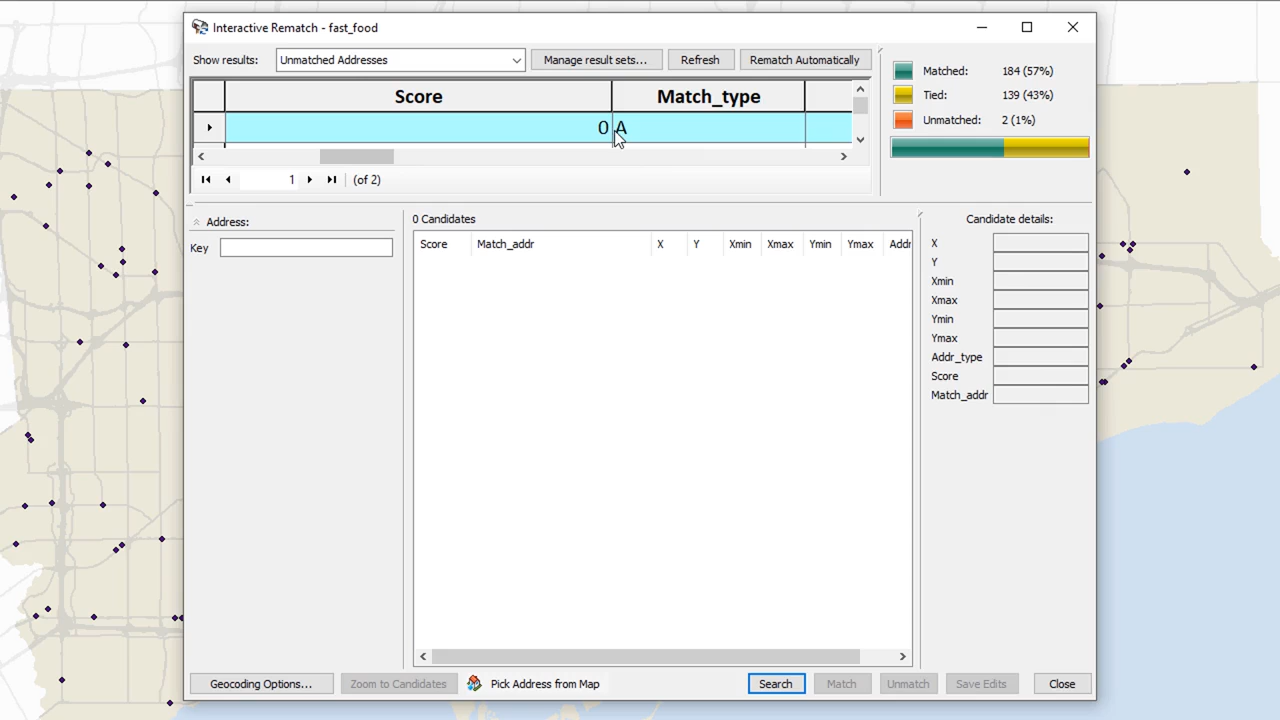 Interactive Rematch - fast_food
Show results: Unmatched Addresses Manage result sets... Refresh Rematch Automatically
Score Match_type
0 A
1 (of 2)
Matched: 184 (57%)
Tied: 139 (43%)
Unmatched: 2 (1%)
Address:
Key
0 Candidates
Score Match_addr X Y Xmin Xmax Ymin Ymax Addr
Candidate details:
X
Y
Xmin
Xmax
Ymin
Ymax
Addr_type
Score
Match_addr
Geocoding Options... Zoom to Candidates Pick Address from Map Search Match Unmatch Save Edits Close